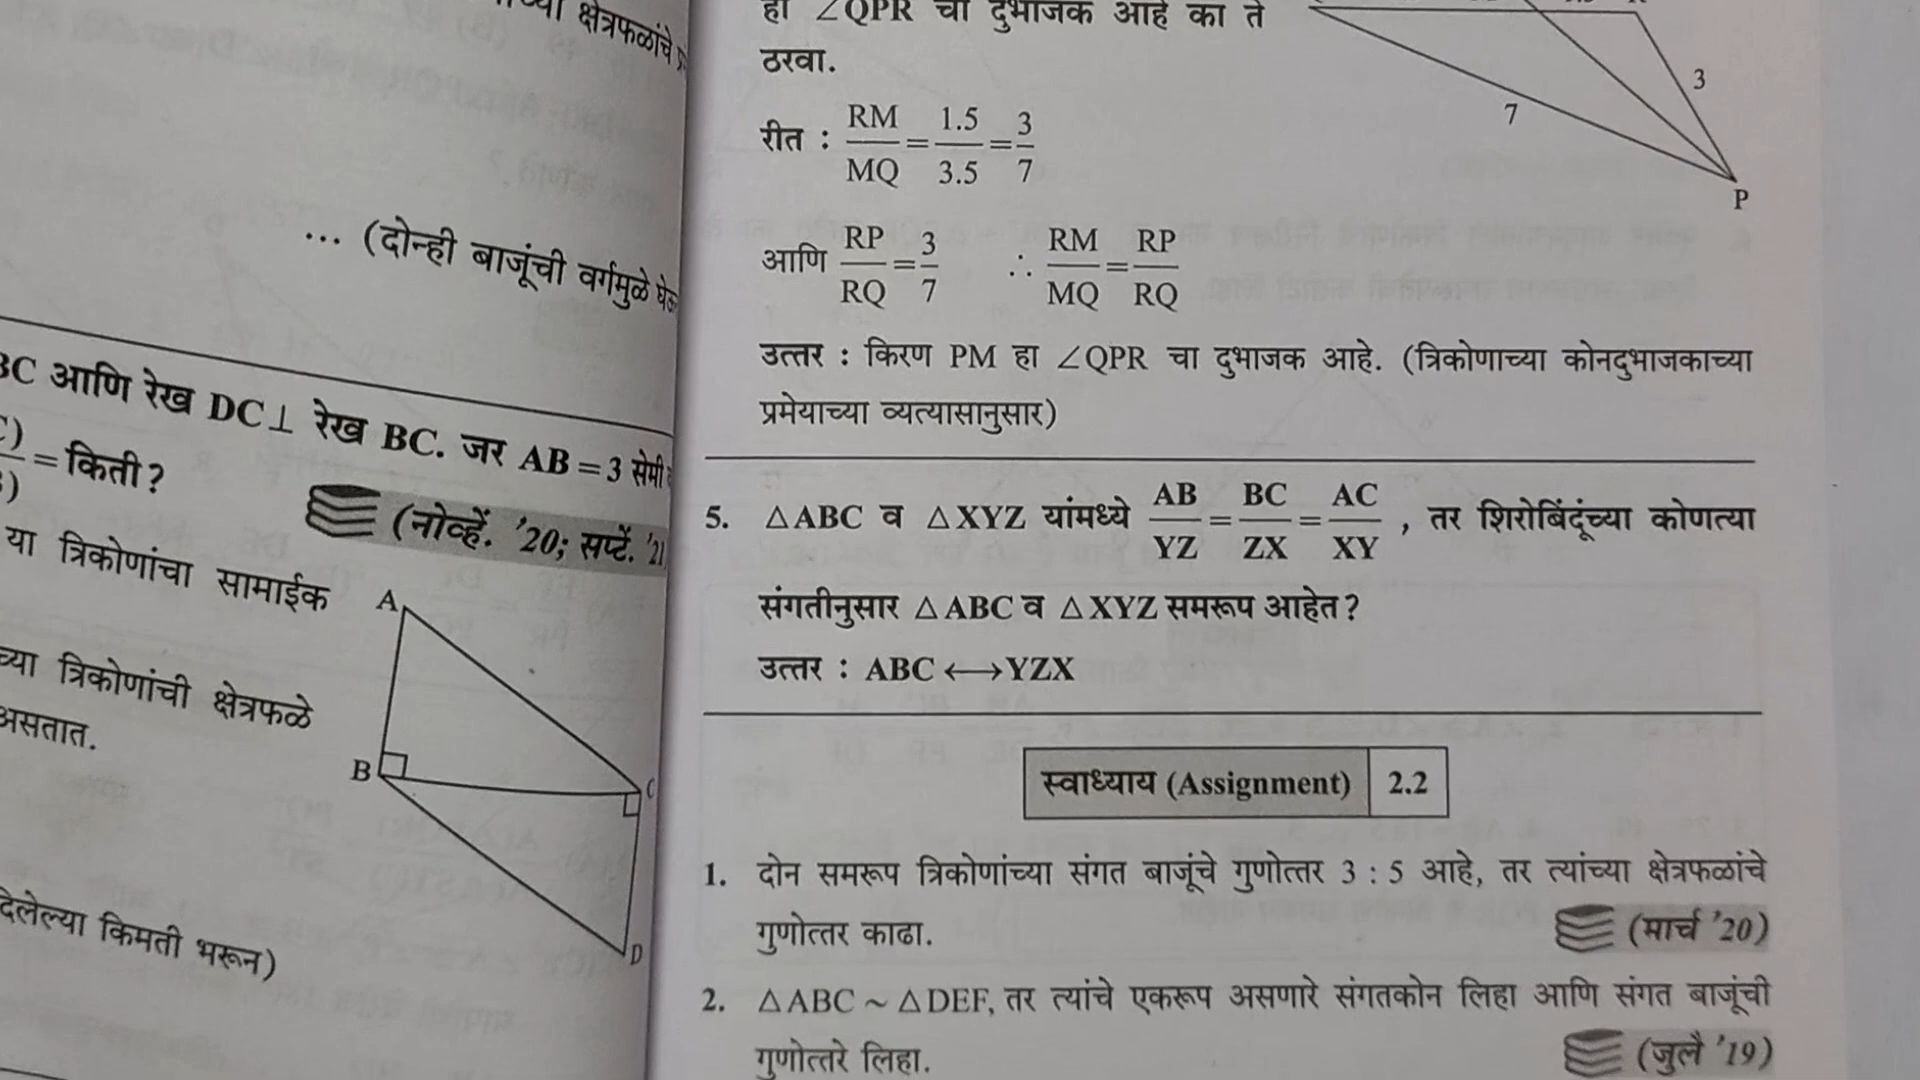 च्या क्षेत्रफळांचे
... (दोन्ही बाजूंची वर्गमुळे
BC आणि रेख DC⊥ रेख BC. जर AB = 3 सेमी
= किती?
(नोव्हें. '20; सप्टें. '21
या त्रिकोणांचा सामाईक
च्या त्रिकोणांची क्षेत्रफळे
असतात.
A
B
C
D
दिलेल्या किमती भरून)
हा ∠QPR चा दुभाजक आहे का ते
ठरवा.
7
3
P
रीत : RM/MQ = 1.5/3.5 = 3/7
आणि RP/RQ = 3/7 ∴ RM/MQ = RP/RQ
उत्तर : किरण PM हा ∠QPR चा दुभाजक आहे. (त्रिकोणाच्या कोनदुभाजकाच्या
प्रमेयाच्या व्यत्यासानुसार)
5. △ABC व △XYZ यांमध्ये AB/YZ = BC/ZX = AC/XY , तर शिरोबिंदूंच्या कोणत्या
संगतीनुसार △ABC व △XYZ समरूप आहेत?
उत्तर : ABC ⟷ YZX
स्वाध्याय (Assignment) 2.2
1. दोन समरूप त्रिकोणांच्या संगत बाजूंचे गुणोत्तर 3 : 5 आहे, तर त्यांच्या क्षेत्रफळांचे
गुणोत्तर काढा. (मार्च '20)
2. △ABC ~ △DEF, तर त्यांचे एकरूप असणारे संगतकोन लिहा आणि संगत बाजूंची
गुणोत्तरे लिहा. (जुलै '19)